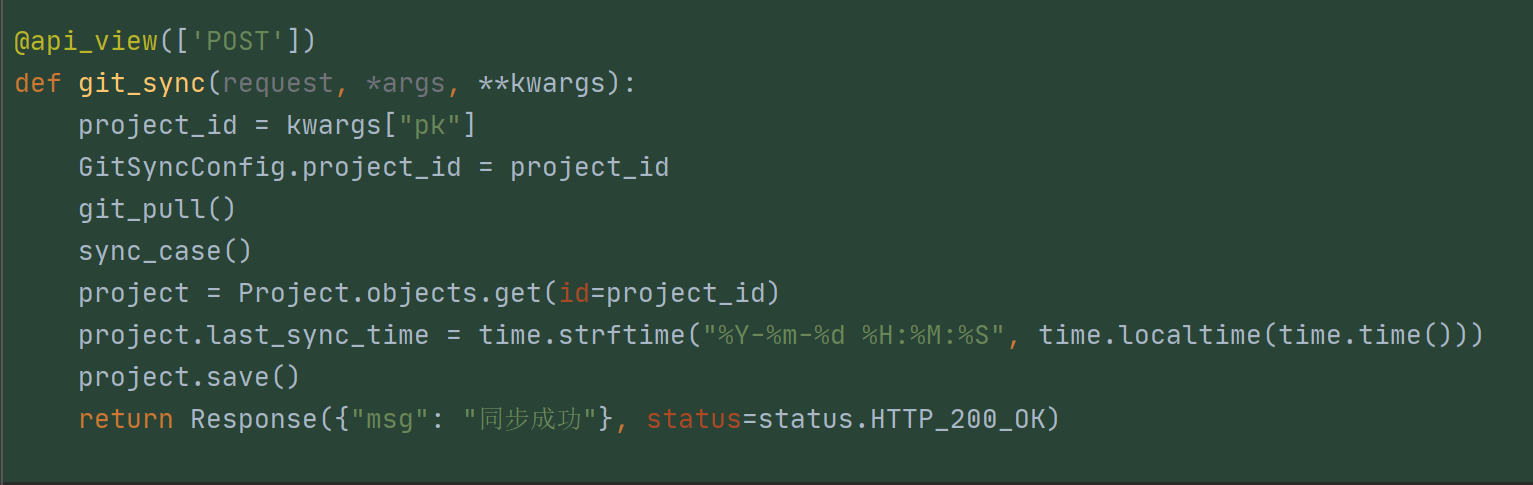 @api_view(['POST'])
def git_sync(request, *args, **kwargs):
    project_id = kwargs["pk"]
    GitSyncConfig.project_id = project_id
    git_pull()
    sync_case()
    project = Project.objects.get(id=project_id)
    project.last_sync_time = time.strftime("%Y-%m-%d %H:%M:%S", time.localtime(time.time()))
    project.save()
    return Response({"msg": "同步成功"}, status=status.HTTP_200_OK)